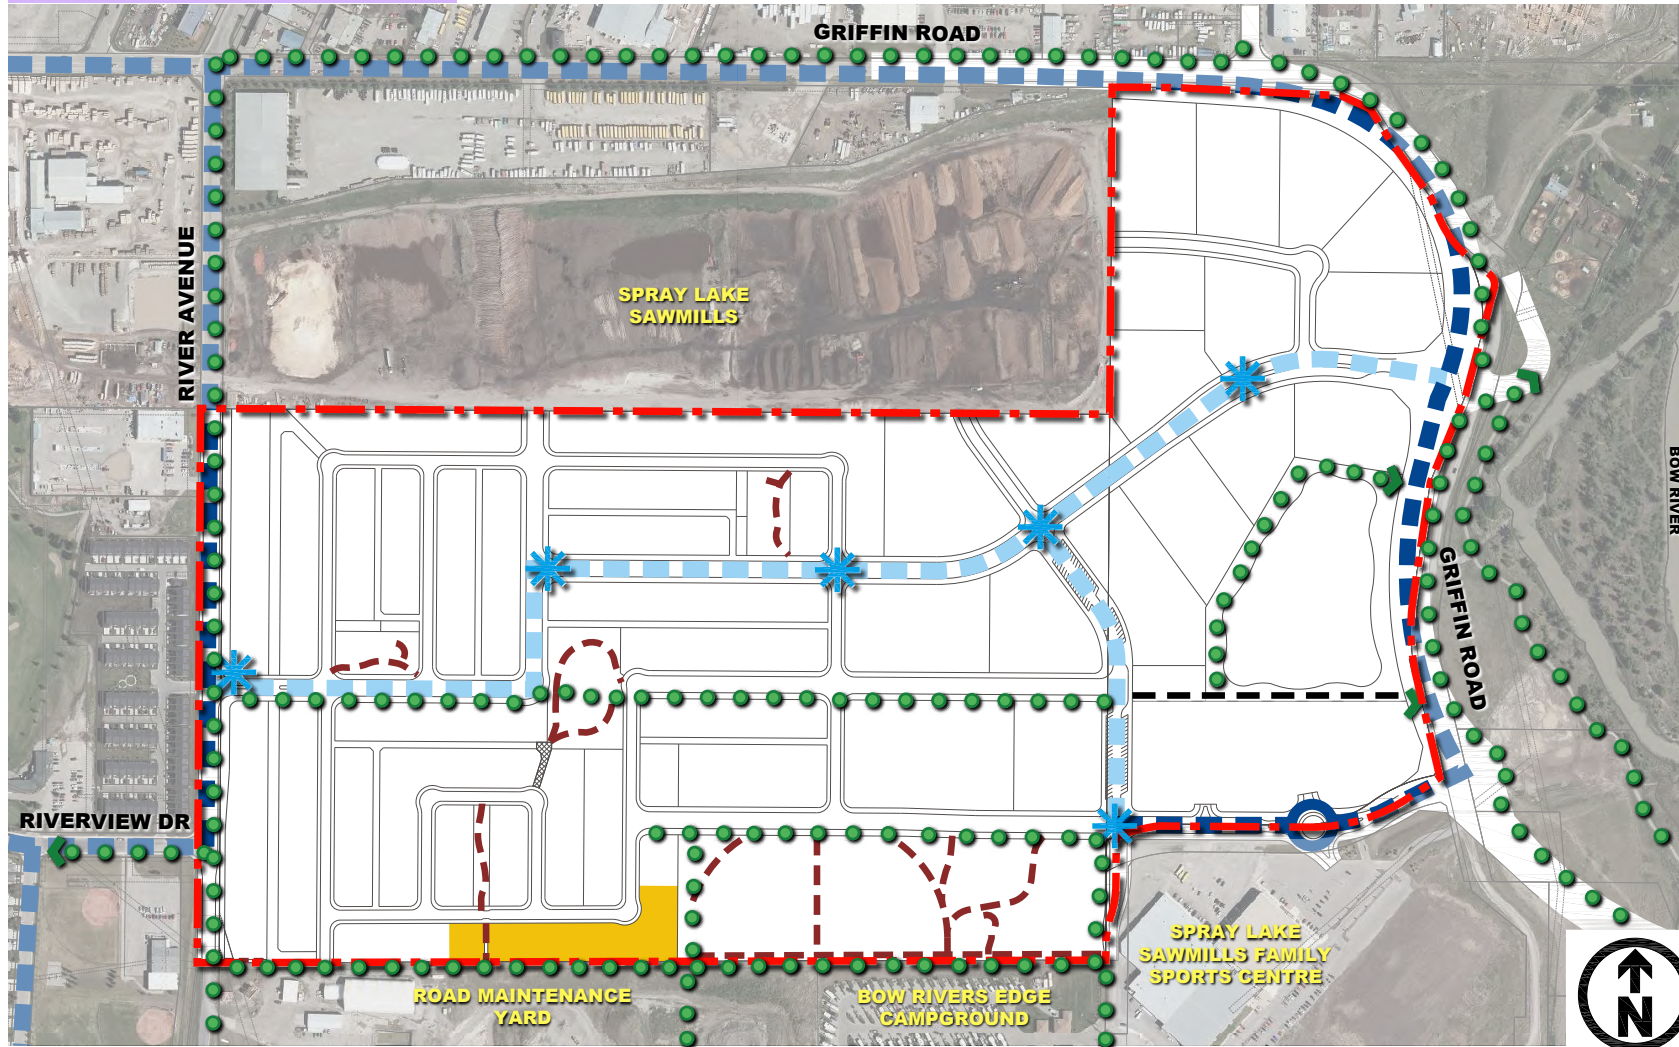 GRIFFIN ROAD
RIVER AVENUE
SPRAY LAKE
SAWMILLS
BOW RIVER
GRIFFIN ROAD
RIVERVIEW DR
SPRAY LAKE
SAWMILLS FAMILY
SPORTS CENTRE
ROAD MAINTENANCE
YARD
BOW RIVERS EDGE
CAMPGROUND
N